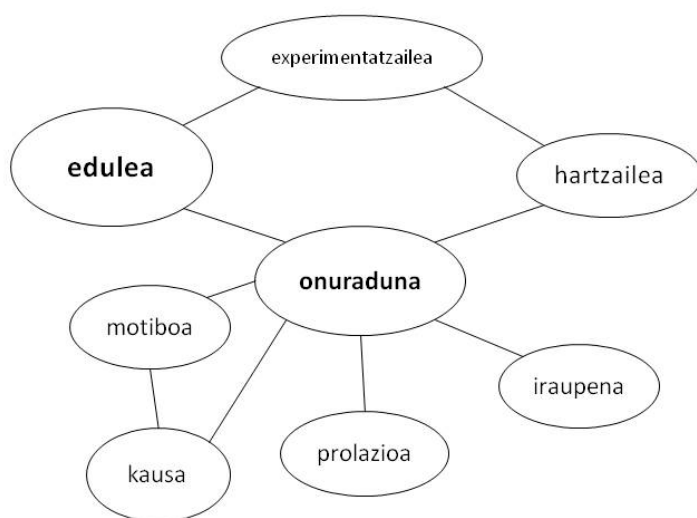 experimentatzailea
edulea
hartzailea
onuraduna
motiboa
iraupena
prolazioa
kausa